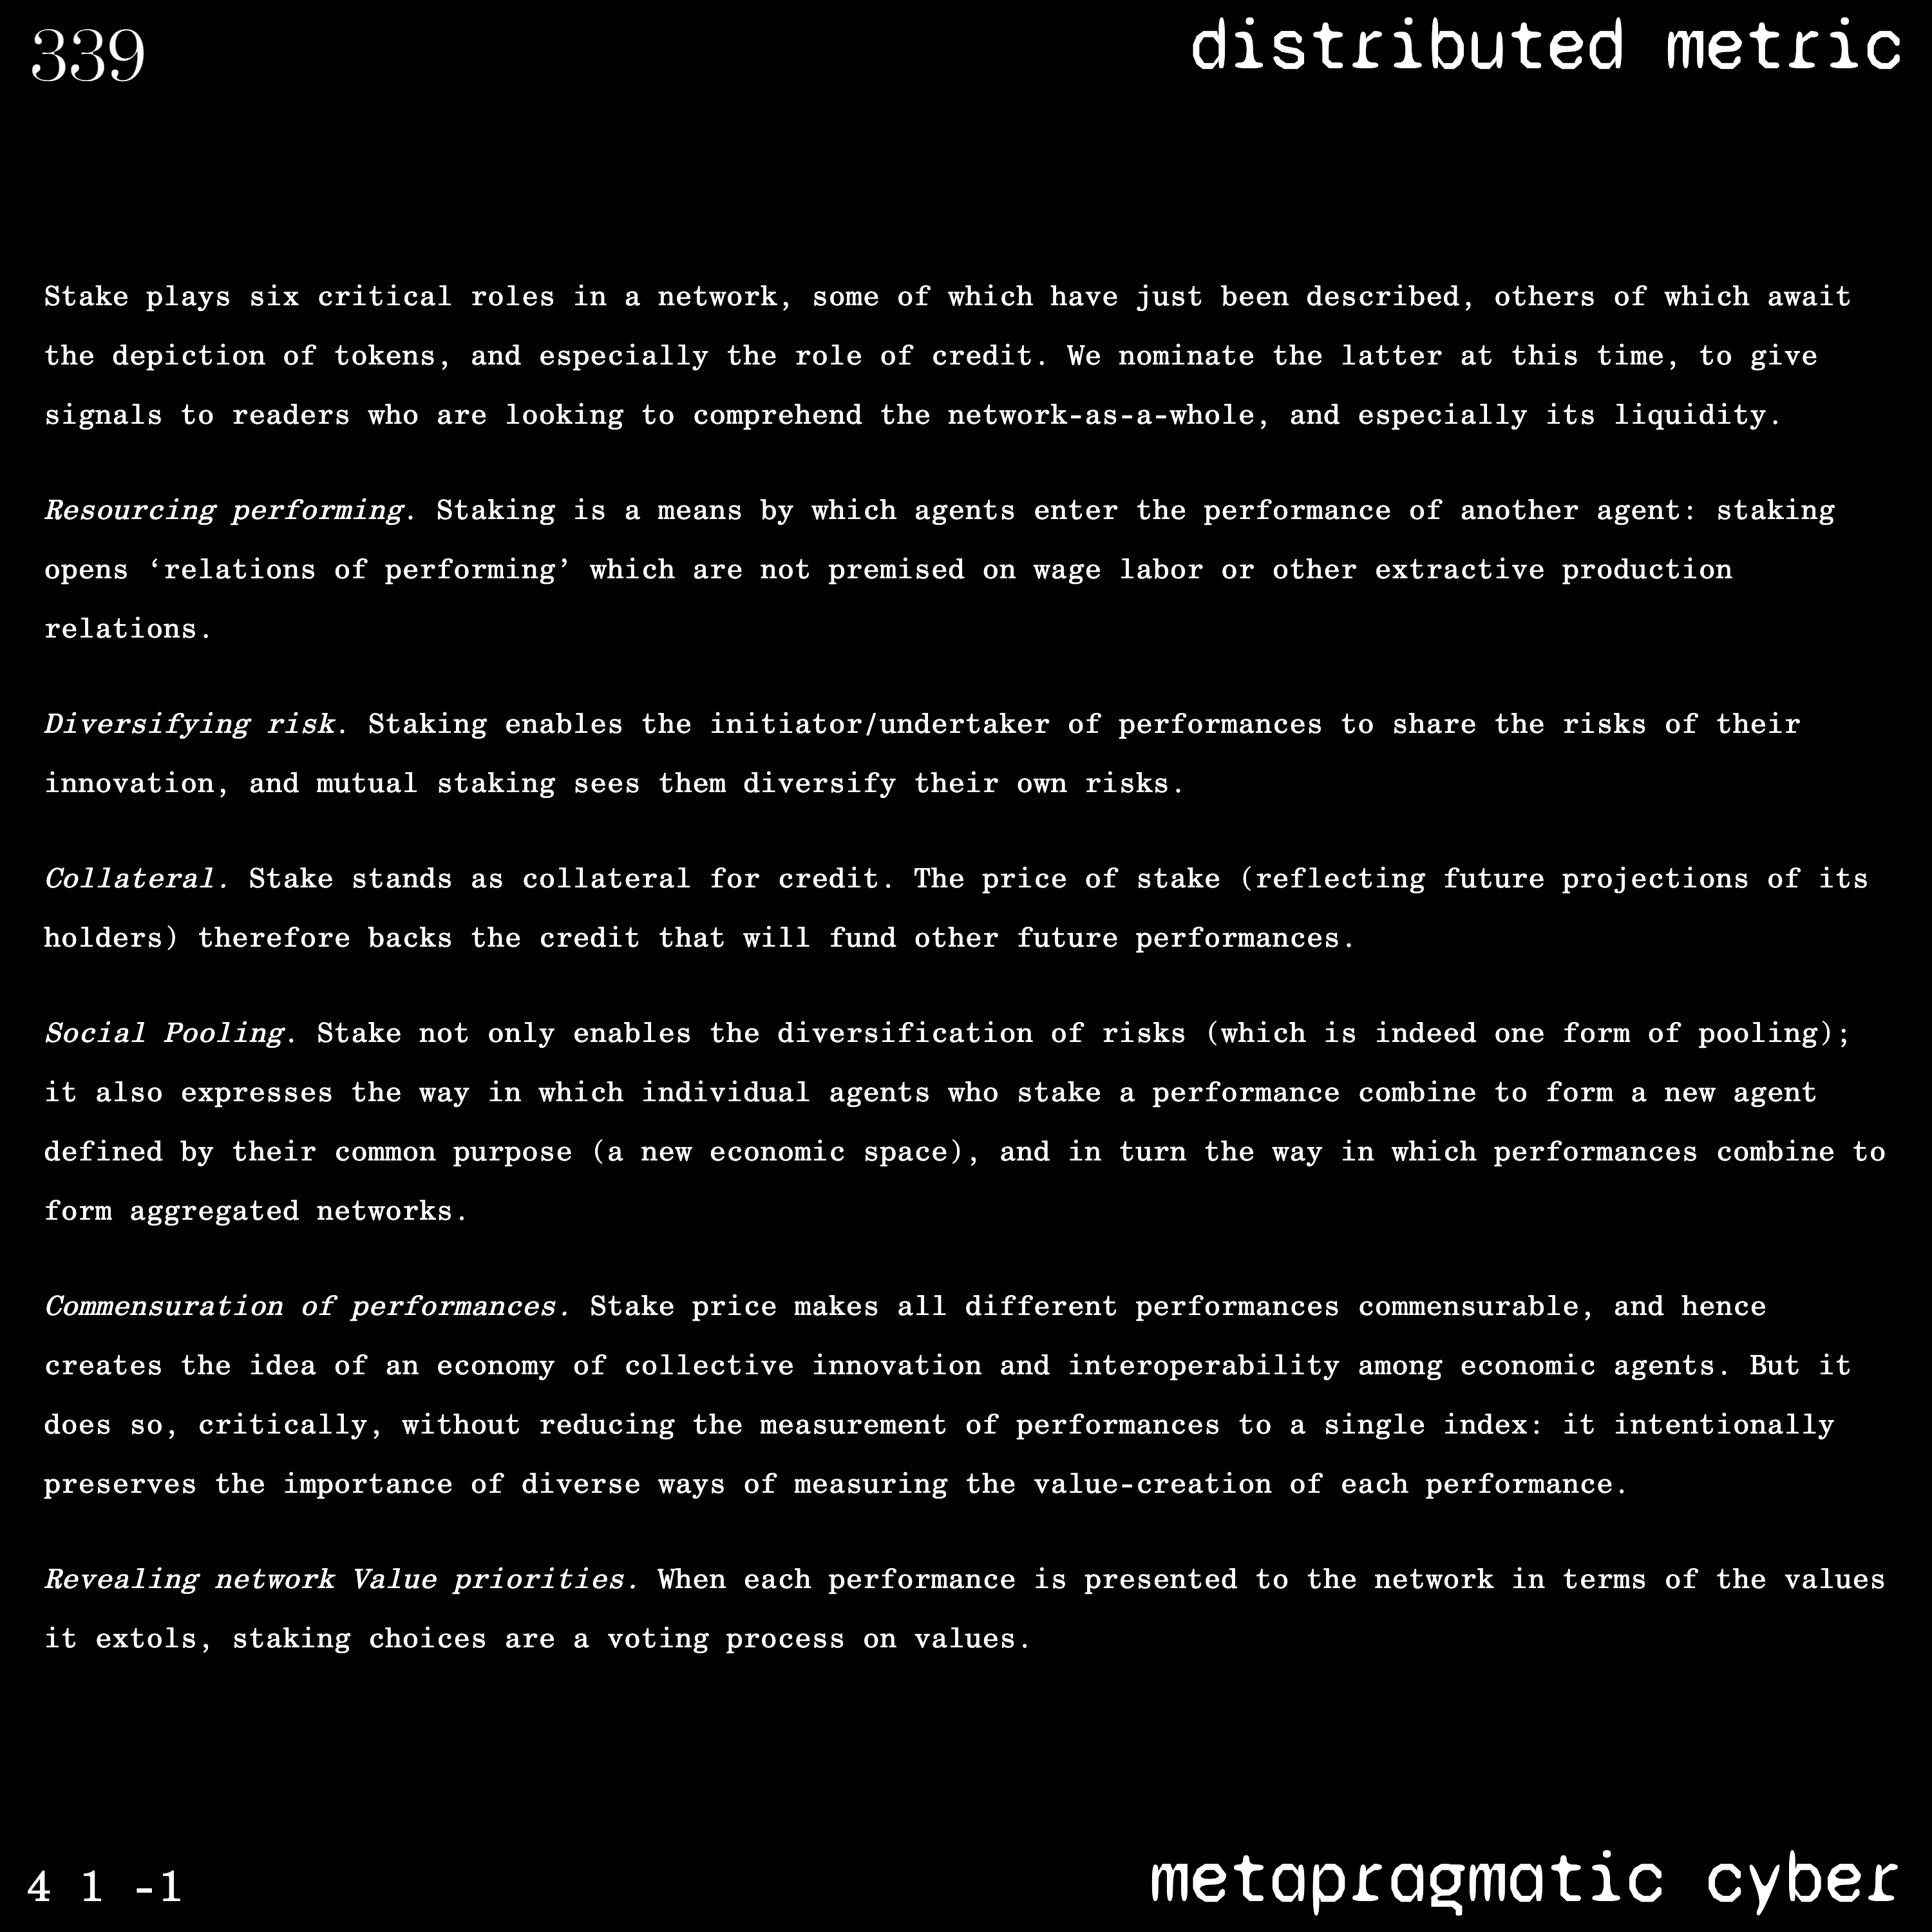 339
distributed metric
Stake plays six critical roles in a network, some of which have just been described, others of which await
the depiction of tokens, and especially the role of credit. We nominate the latter at this time, to give
signals to readers who are looking to comprehend the network-as-a-whole, and especially its liquidity.
Resourcing performing. Staking is a means by which agents enter the performance of another agent: staking
opens ‘relations of performing’ which are not premised on wage labor or other extractive production
relations.
Diversifying risk. Staking enables the initiator/undertaker of performances to share the risks of their
innovation, and mutual staking sees them diversify their own risks.
Collateral. Stake stands as collateral for credit. The price of stake (reflecting future projections of its
holders) therefore backs the credit that will fund other future performances.
Social Pooling. Stake not only enables the diversification of risks (which is indeed one form of pooling);
it also expresses the way in which individual agents who stake a performance combine to form a new agent
defined by their common purpose (a new economic space), and in turn the way in which performances combine to
form aggregated networks.
Commensuration of performances. Stake price makes all different performances commensurable, and hence
creates the idea of an economy of collective innovation and interoperability among economic agents. But it
does so, critically, without reducing the measurement of performances to a single index: it intentionally
preserves the importance of diverse ways of measuring the value-creation of each performance.
Revealing network Value priorities. When each performance is presented to the network in terms of the values
it extols, staking choices are a voting process on values.
4 1 -1
metapragmatic cyber